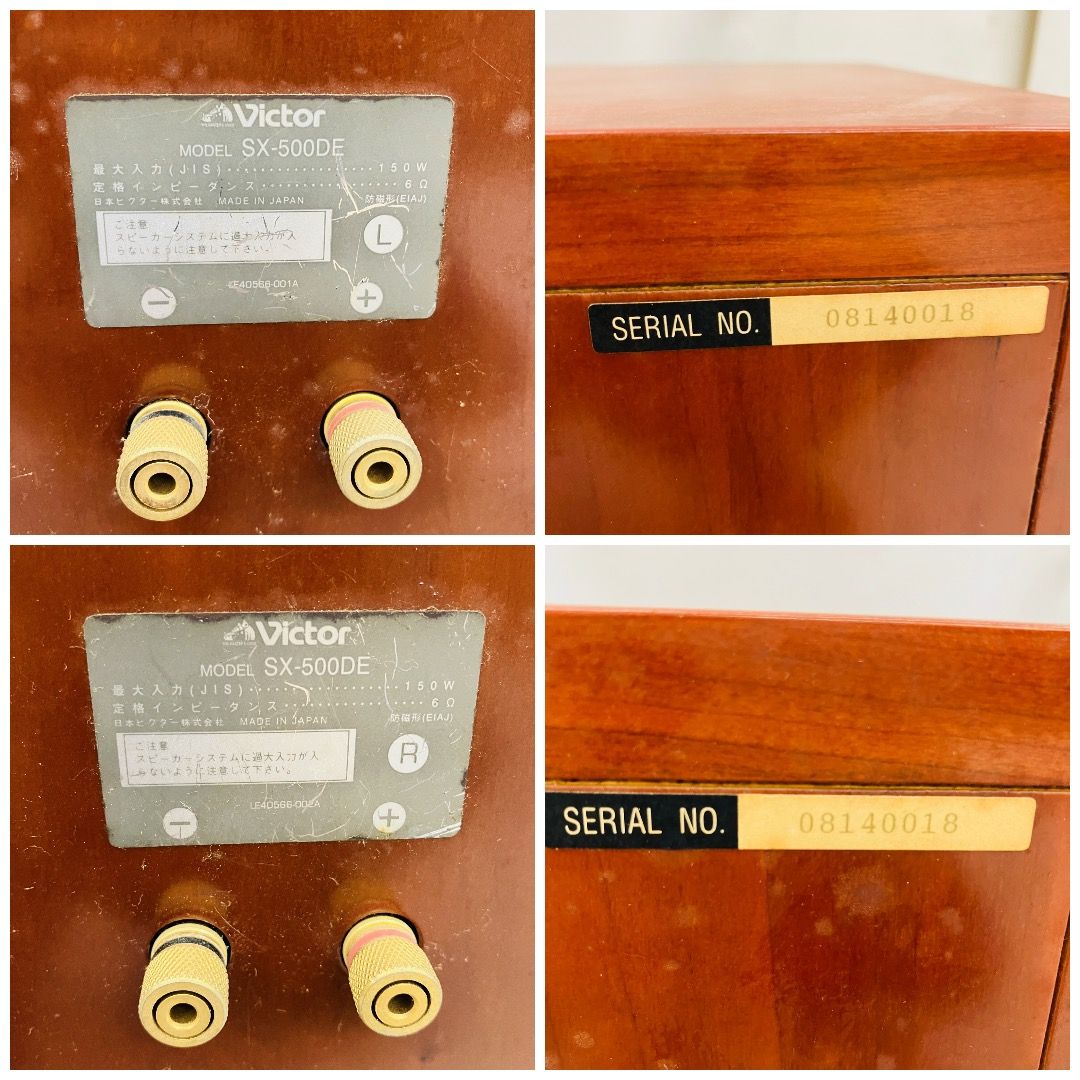 Victor
MODEL SX-500DE
最大入力(JIS)··················150W
定格インピーダンス··················6Ω
日本ビクター株式会社 MADE IN JAPAN 防磁形(EIAJ)
ご注意
スピーカーシステムに過大入力が入
らないように注意して下さい。
L
LE40566-001A
− +
SERIAL NO. 08140018
Victor
MODEL SX-500DE
最大入力(JIS)··················150W
定格インピーダンス··················6Ω
日本ビクター株式会社 MADE IN JAPAN 防磁形(EIAJ)
ご注意
スピーカーシステムに過大入力が入
らないように注意して下さい。
R
LE40566-002A
− +
SERIAL NO. 08140018